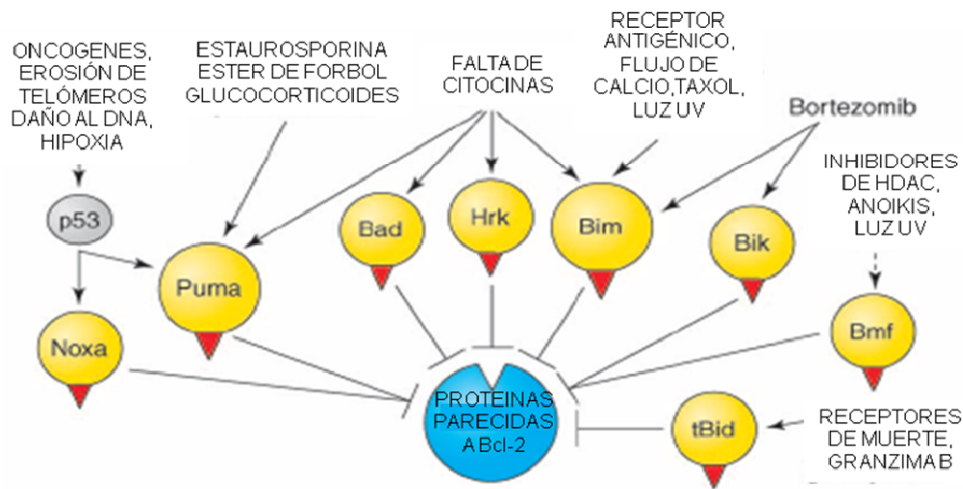 ONCOGENES,
EROSIÓN DE
TELÓMEROS
DAÑO AL DNA,
HIPOXIA
ESTAUROSPORINA
ESTER DE FORBOL
GLUCOCORTICOIDES
FALTA DE
CITOCINAS
RECEPTOR
ANTIGÉNICO,
FLUJO DE
CALCIO,TAXOL,
LUZ UV
Bortezomib
INHIBIDORES
DE HDAC,
ANOIKIS,
LUZ UV
p53
Puma
Bad
Hrk
Bim
Bik
Noxa
Bmf
PROTEINAS
PARECIDAS
A Bcl-2
tBid
RECEPTORES
DE MUERTE,
GRANZIMA B